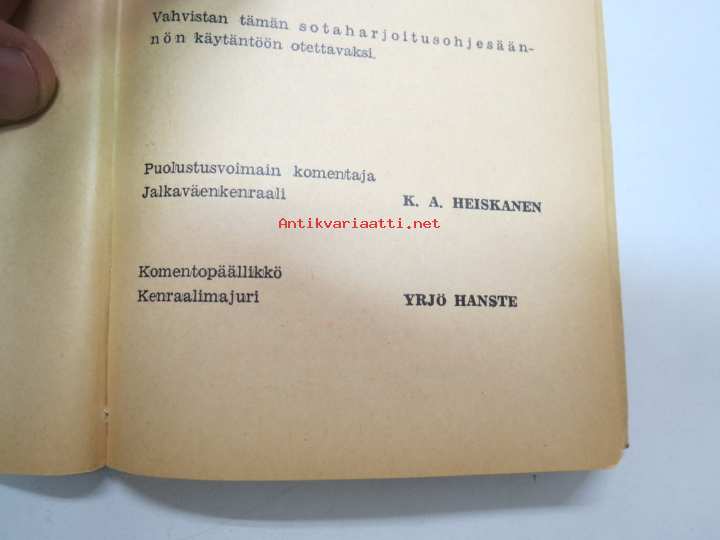 Vahvistan tämän sotaharjoitusohjesään-
nön käytäntöön otettavaksi.
Puolustusvoimain komentaja
Jalkaväenkenraali K. A. HEISKANEN
Antikvariaatti.net
Komentopäällikkö
Kenraalimajuri YRJÖ HANSTE